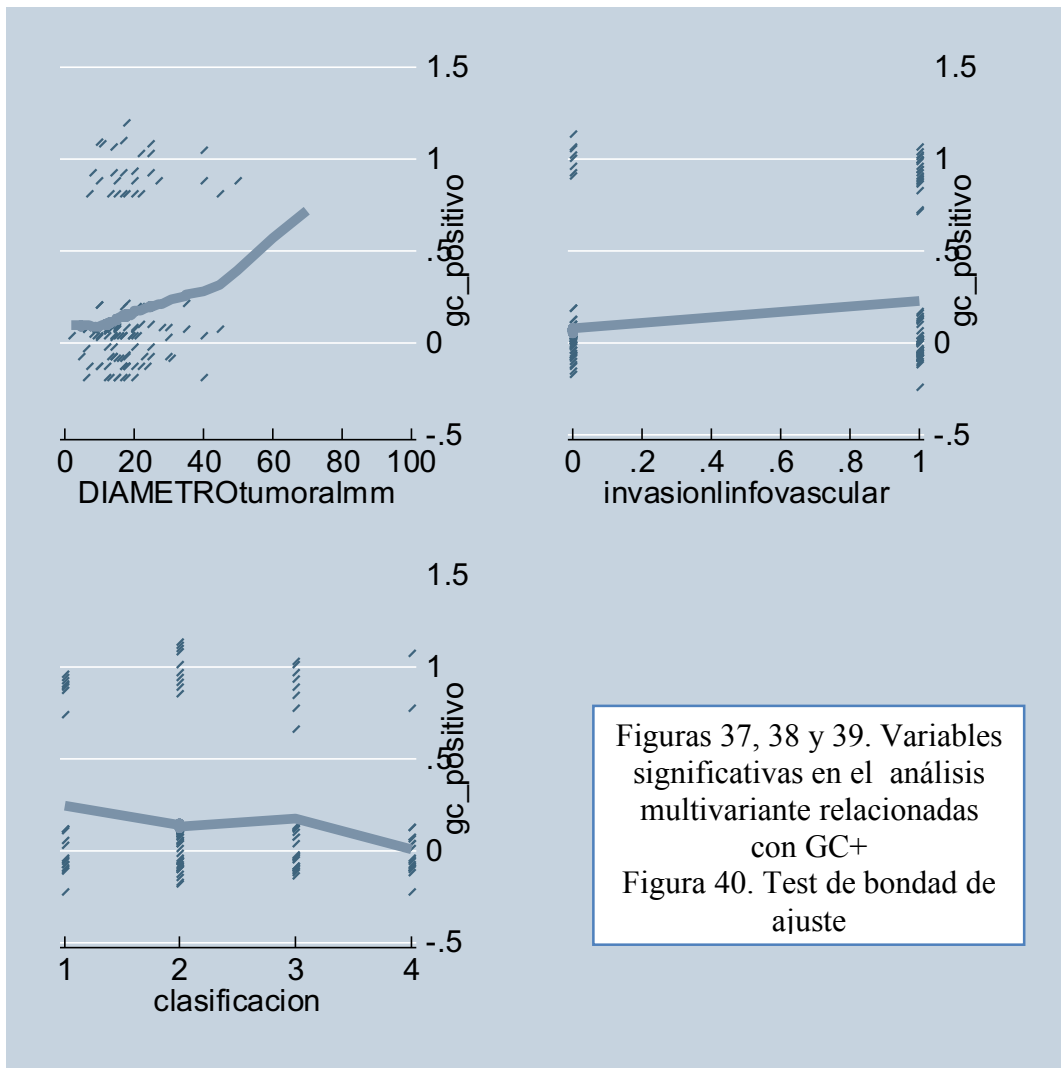 1.5
1
.5
0
-.5
gc_positivo
0 20 40 60 80 100
DIAMETROtumoralmm
1.5
1
.5
0
-.5
gc_positivo
0 .2 .4 .6 .8 1
invasionlinfovascular
1.5
1
.5
0
-.5
gc_positivo
1 2 3 4
clasificacion
Figuras 37, 38 y 39. Variables
significativas en el análisis
multivariante relacionadas
con GC+
Figura 40. Test de bondad de
ajuste